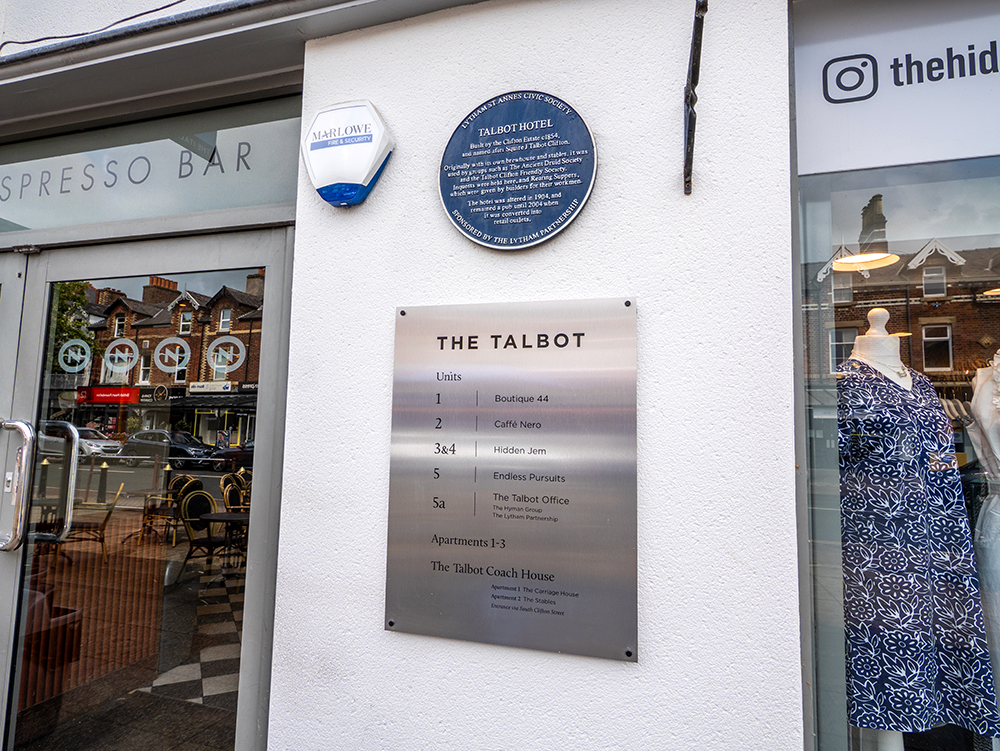 SPRESSO BAR
MARLOWE
FIRE & SECURITY
LYTHAM ST ANNES CIVIC SOCIETY
TALBOT HOTEL
Built by the Clifton Estate c1854,
and named after Squire J Talbot Clifton.
Originally with its own brewhouse and stables, it was
used by groups such as The Ancient Druid Society
and the Talbot Clifton Friendly Society.
Inquests were held here, and Rearing Suppers,
which were given by builders for their workmen.
The hotel was altered in 1904, and
remained a pub until 2004 when
it was converted into
retail outlets.
SPONSORED BY THE LYTHAM PARTNERSHIP
thehid
THE TALBOT
Units
1 Boutique 44
2 Caffé Nero
3&4 Hidden Jem
5 Endless Pursuits
5a The Talbot Office
The Hyman Group
The Lytham Partnership
Apartments 1-3
The Talbot Coach House
Apartment 1 The Carriage House
Apartment 2 The Stables
Entrance via South Clifton Street
N N N N